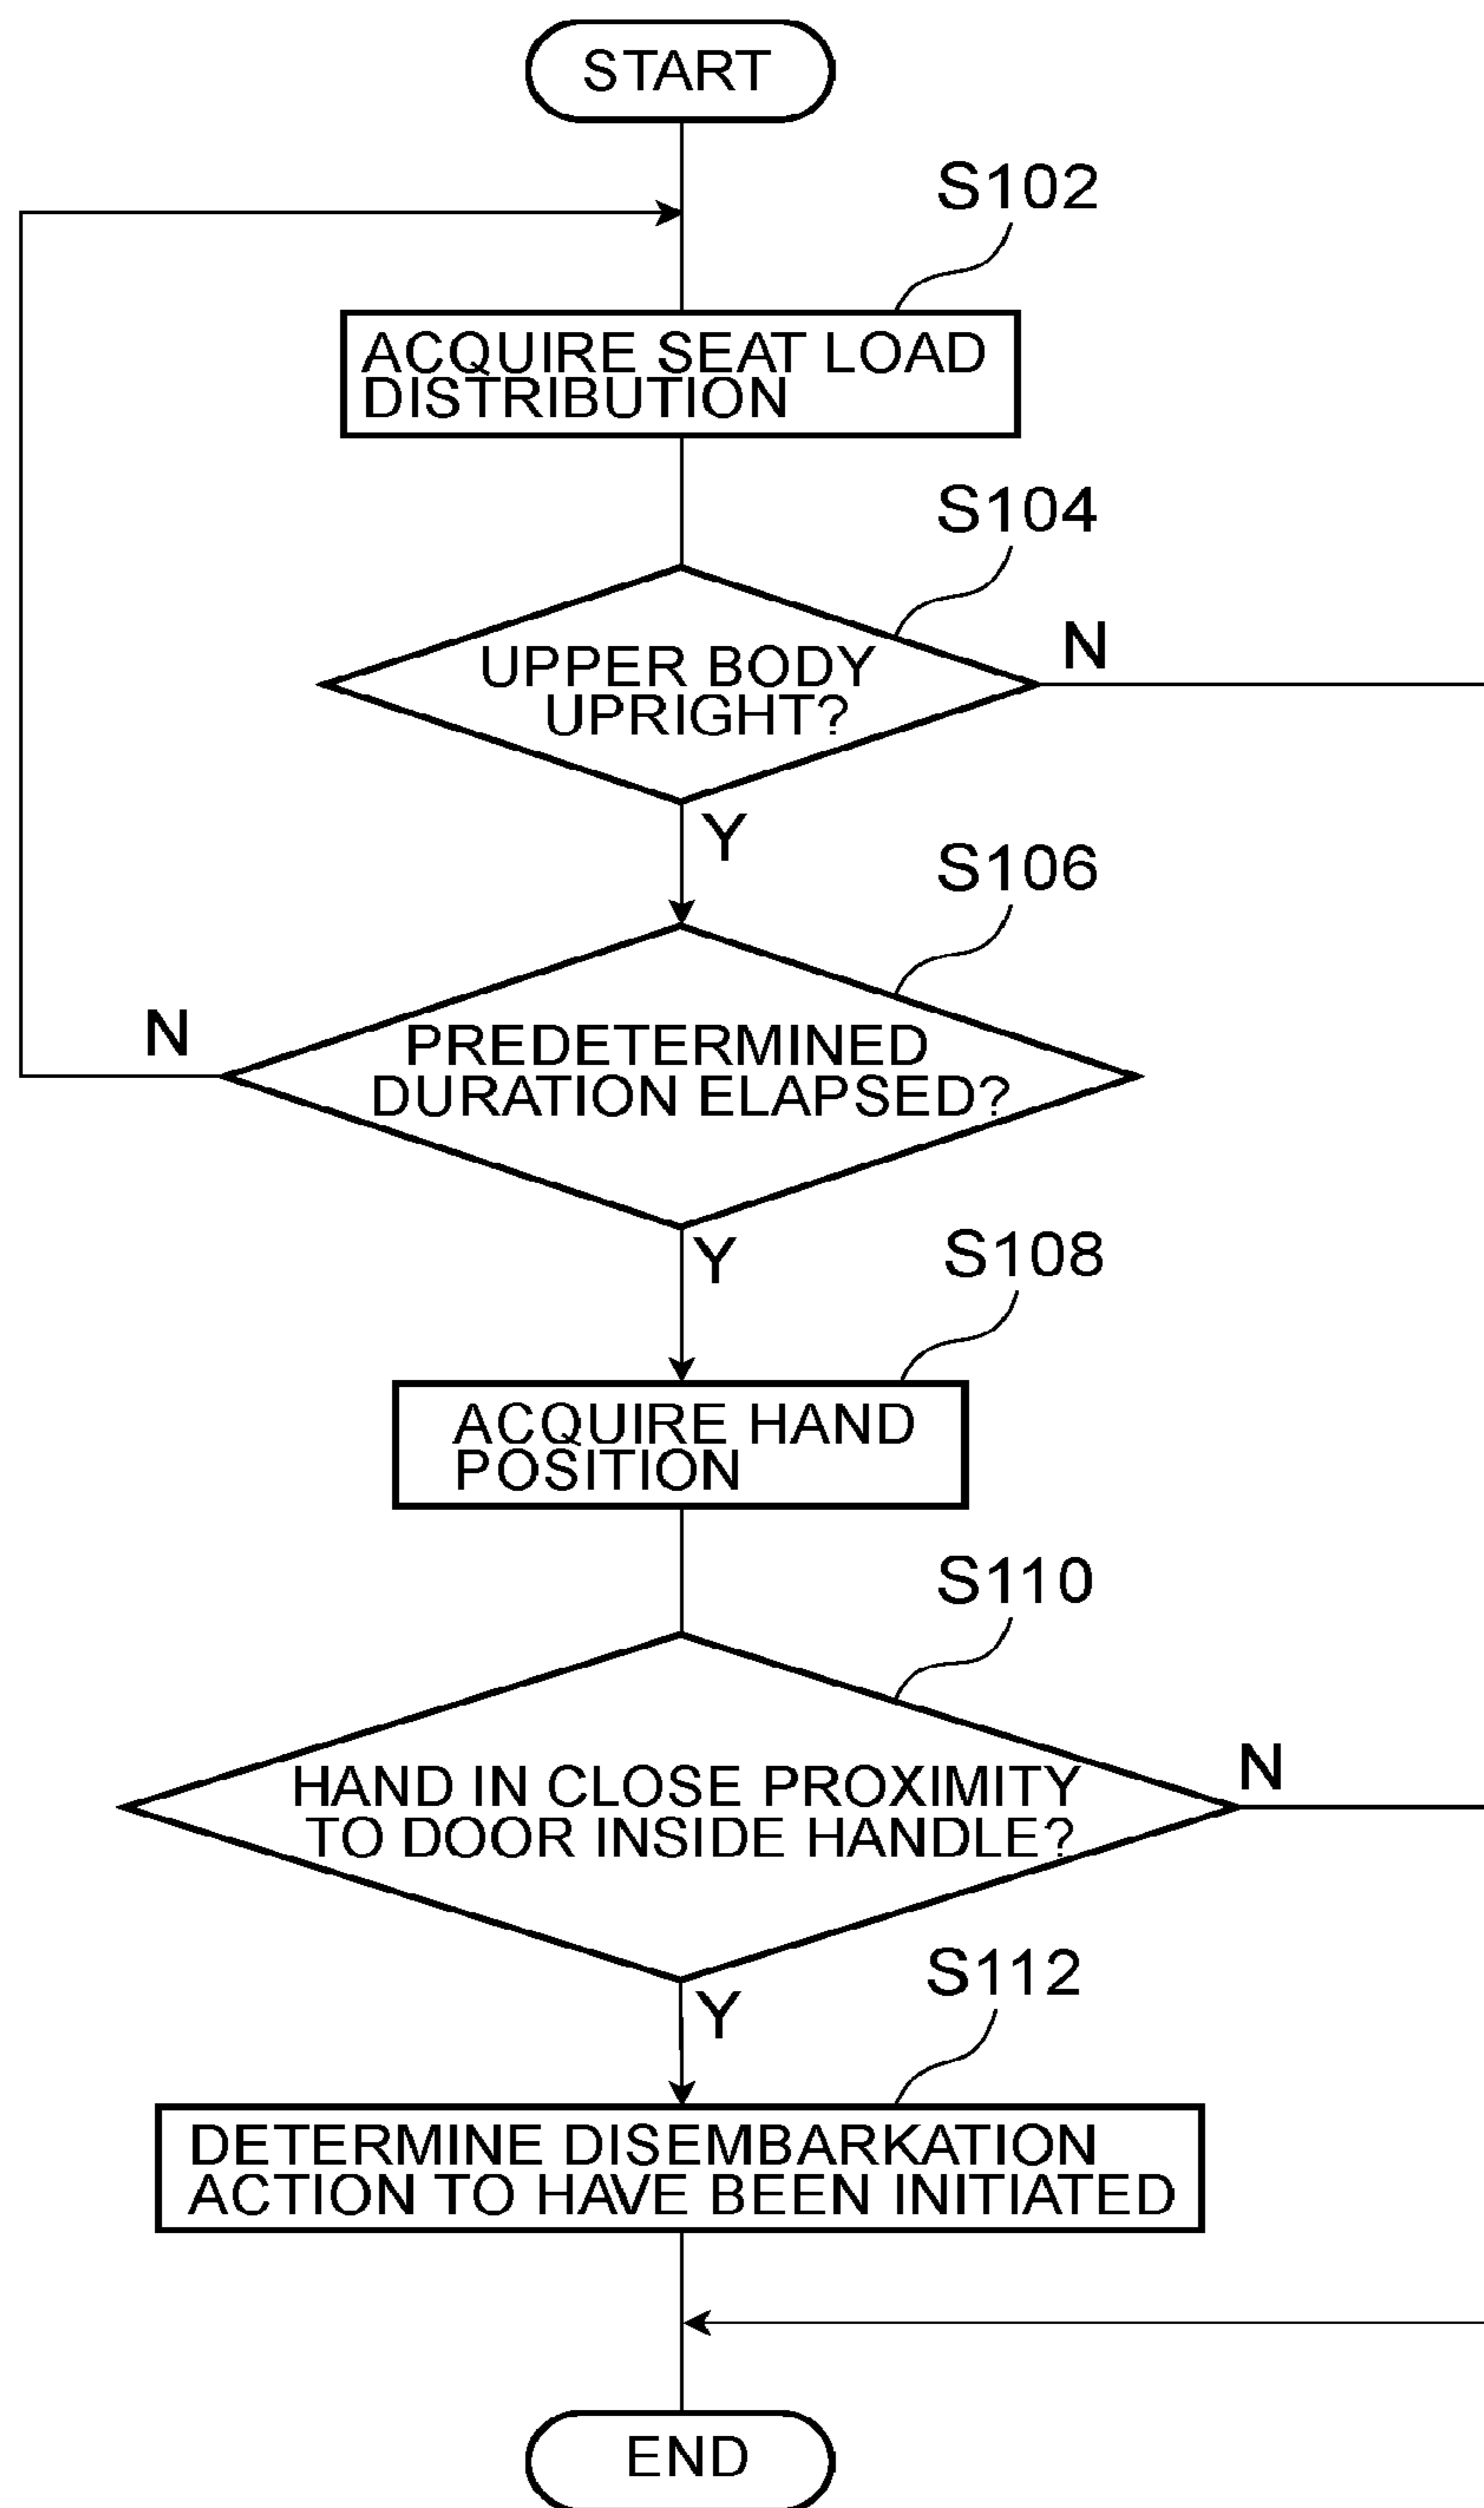 START
S102
ACQUIRE SEAT LOAD
DISTRIBUTION
S104
UPPER BODY
UPRIGHT?
N
Y
S106
PREDETERMINED
DURATION ELAPSED?
N
Y
S108
ACQUIRE HAND
POSITION
S110
HAND IN CLOSE PROXIMITY
TO DOOR INSIDE HANDLE?
N
Y
S112
DETERMINE DISEMBARKATION
ACTION TO HAVE BEEN INITIATED
END